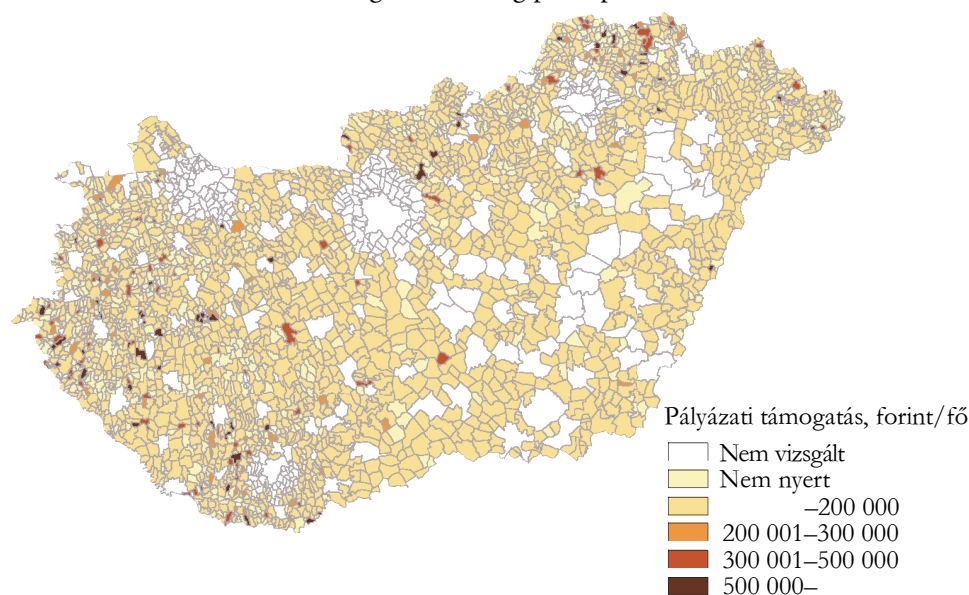 Pályázati támogatás, forint/fő
Nem vizsgált
Nem nyert
–200 000
200 001–300 000
300 001–500 000
500 000–